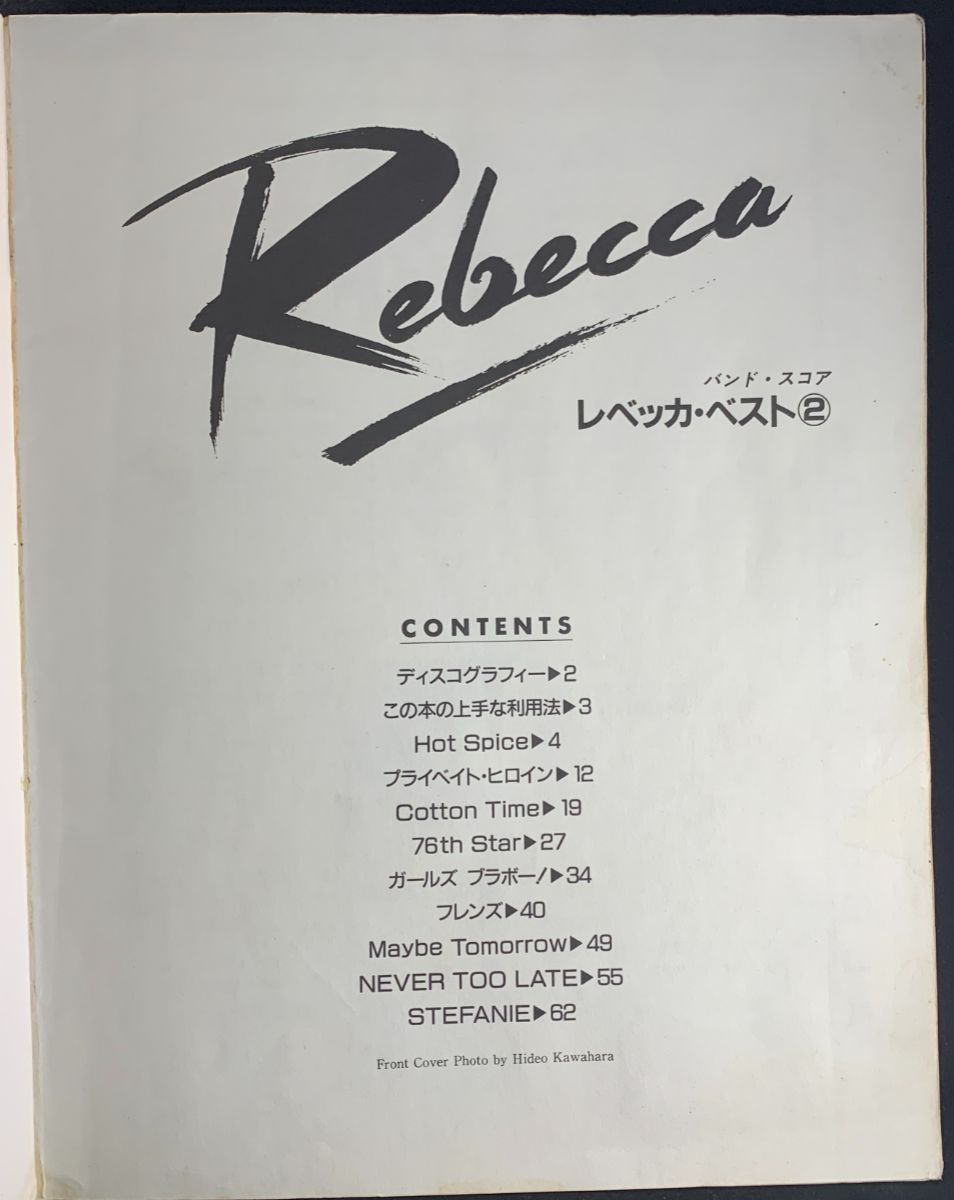 Rebecca
バンド・スコア
レベッカ・ベスト②
CONTENTS
ディスコグラフィー▶2
この本の上手な利用法▶3
Hot Spice▶4
プライベイト・ヒロイン▶12
Cotton Time▶19
76th Star▶27
ガールズ ブラボー!▶34
フレンズ▶40
Maybe Tomorrow▶49
NEVER TOO LATE▶55
STEFANIE▶62
Front Cover Photo by Hideo Kawahara